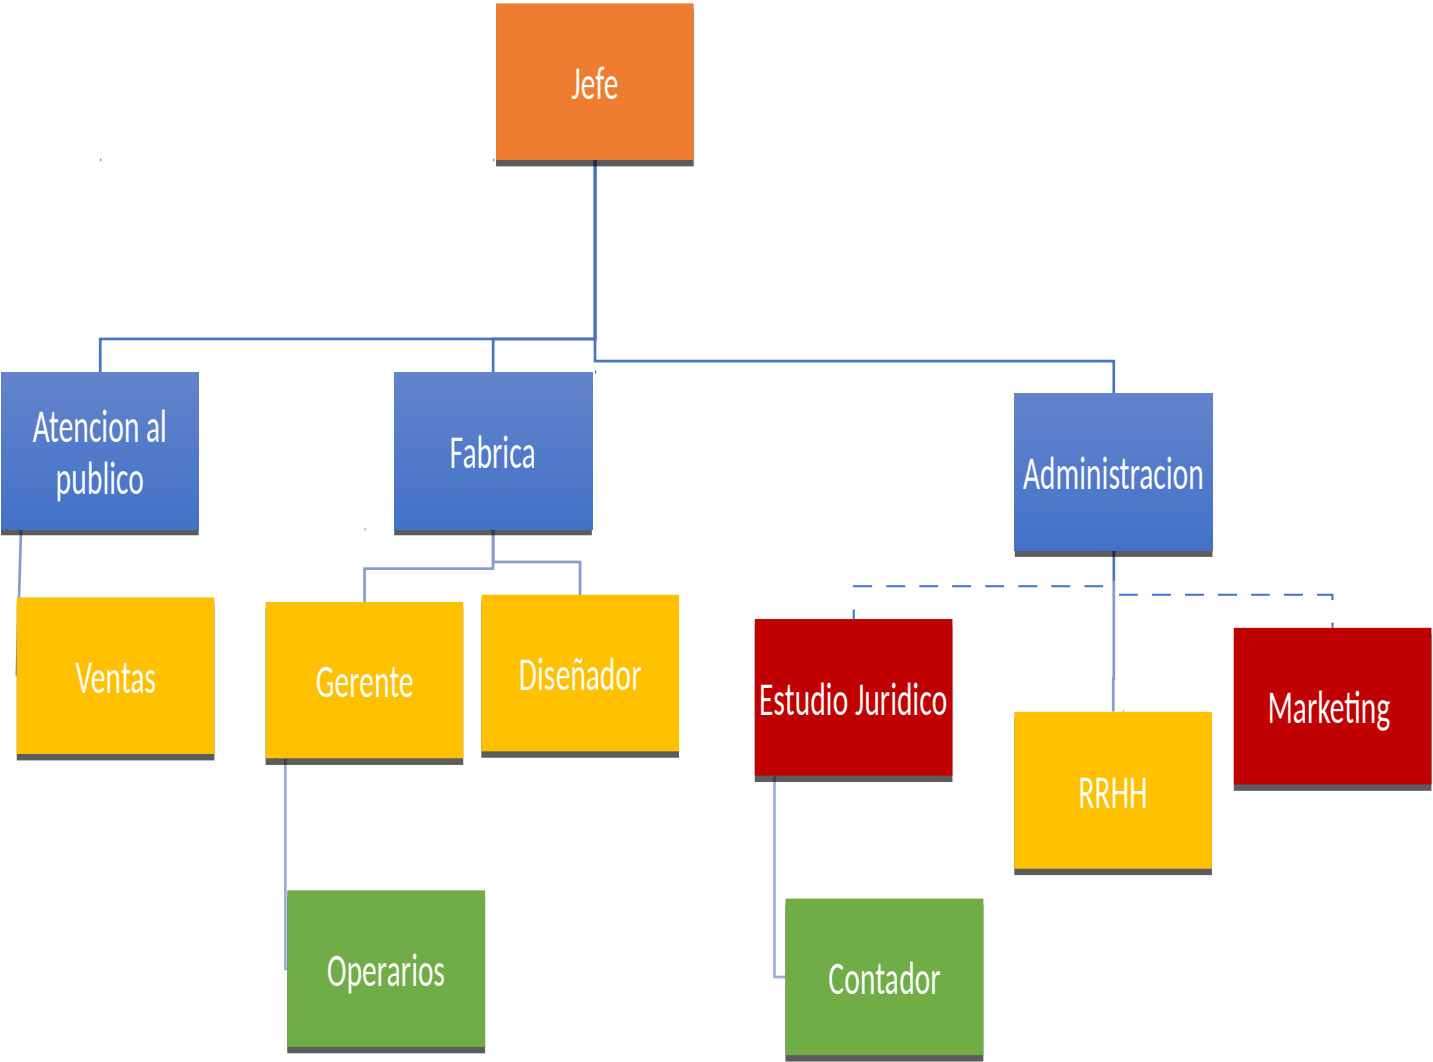 Jefe
Atencion al
publico
Fabrica
Administracion
Ventas
Gerente
Diseñador
Estudio Juridico
RRHH
Marketing
Operarios
Contador